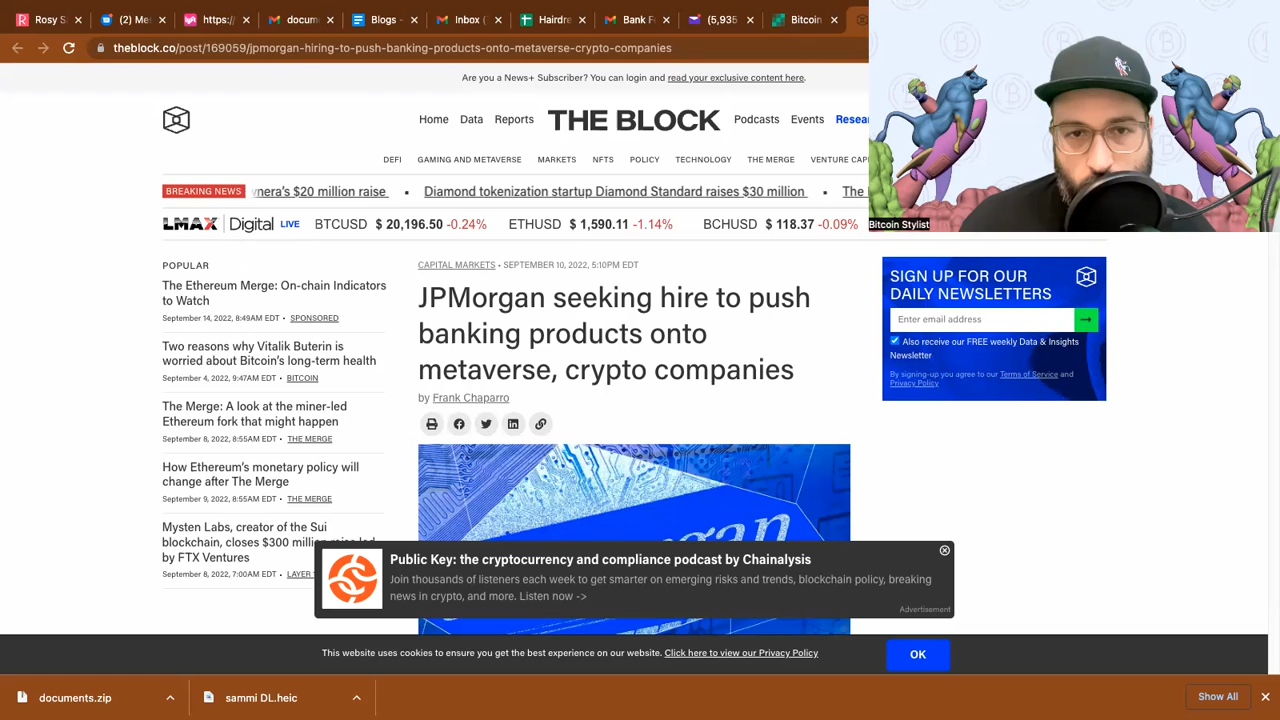 Rosy S
(2) Me
https:/
docum
Blogs -
Inbox (
Hairdre
Bank F
(5,935
Bitcoin
theblock.co/post/169059/jpmorgan-hiring-to-push-banking-products-onto-metaverse-crypto-companies
Are you a News+ Subscriber? You can login and read your exclusive content here.
Home Data Reports THE BLOCK Podcasts Events Resear
DEFI GAMING AND METAVERSE MARKETS NFTS POLICY TECHNOLOGY THE MERGE VENTURE CAPI
BREAKING NEWS nera's $20 million raise • Diamond tokenization startup Diamond Standard raises $30 million • The
LMAX Digital LIVE BTCUSD $ 20,196.50 -0.24% ETHUSD $ 1,590.11 -1.14% BCHUSD $ 118.37 -0.09%
Bitcoin Stylist
POPULAR
The Ethereum Merge: On-chain Indicators
to Watch
September 14, 2022, 8:49AM EDT • SPONSORED
Two reasons why Vitalik Buterin is
worried about Bitcoin's long-term health
September 4, 2022, 9:47AM EDT • BITCOIN
The Merge: A look at the miner-led
Ethereum fork that might happen
September 8, 2022, 8:55AM EDT • THE MERGE
How Ethereum's monetary policy will
change after The Merge
September 9, 2022, 8:55AM EDT • THE MERGE
Mysten Labs, creator of the Sui
blockchain, closes $300 million raise led
by FTX Ventures
September 8, 2022, 7:00AM EDT • LAYER
CAPITAL MARKETS • SEPTEMBER 10, 2022, 5:10PM EDT
JPMorgan seeking hire to push
banking products onto
metaverse, crypto companies
by Frank Chaparro
organ
SIGN UP FOR OUR
DAILY NEWSLETTERS
Enter email address
Also receive our FREE weekly Data & Insights
Newsletter
By signing-up you agree to our Terms of Service and
Privacy Policy
Public Key: the cryptocurrency and compliance podcast by Chainalysis
Join thousands of listeners each week to get smarter on emerging risks and trends, blockchain policy, breaking
news in crypto, and more. Listen now ->
Advertisement
This website uses cookies to ensure you get the best experience on our website. Click here to view our Privacy Policy
OK
documents.zip
sammi DL.heic
Show All